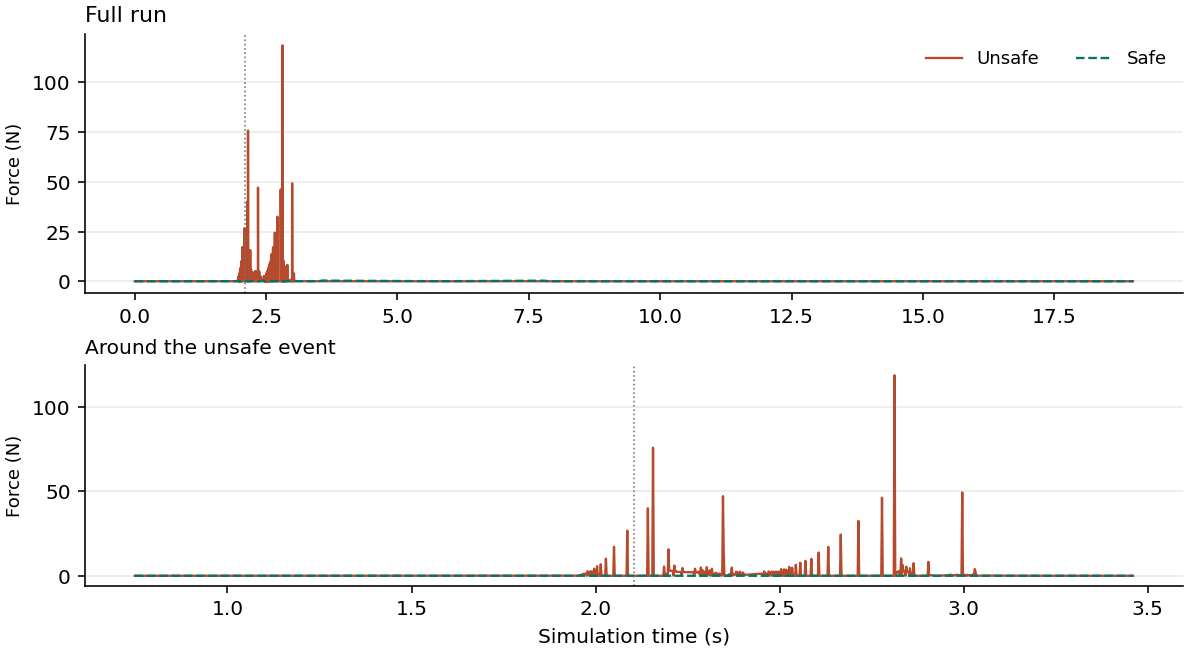 Full run
Unsafe
Safe
Force (N)
100
75
50
25
0
0.0 2.5 5.0 7.5 10.0 12.5 15.0 17.5
Around the unsafe event
Force (N)
100
50
0
1.0 1.5 2.0 2.5 3.0 3.5
Simulation time (s)